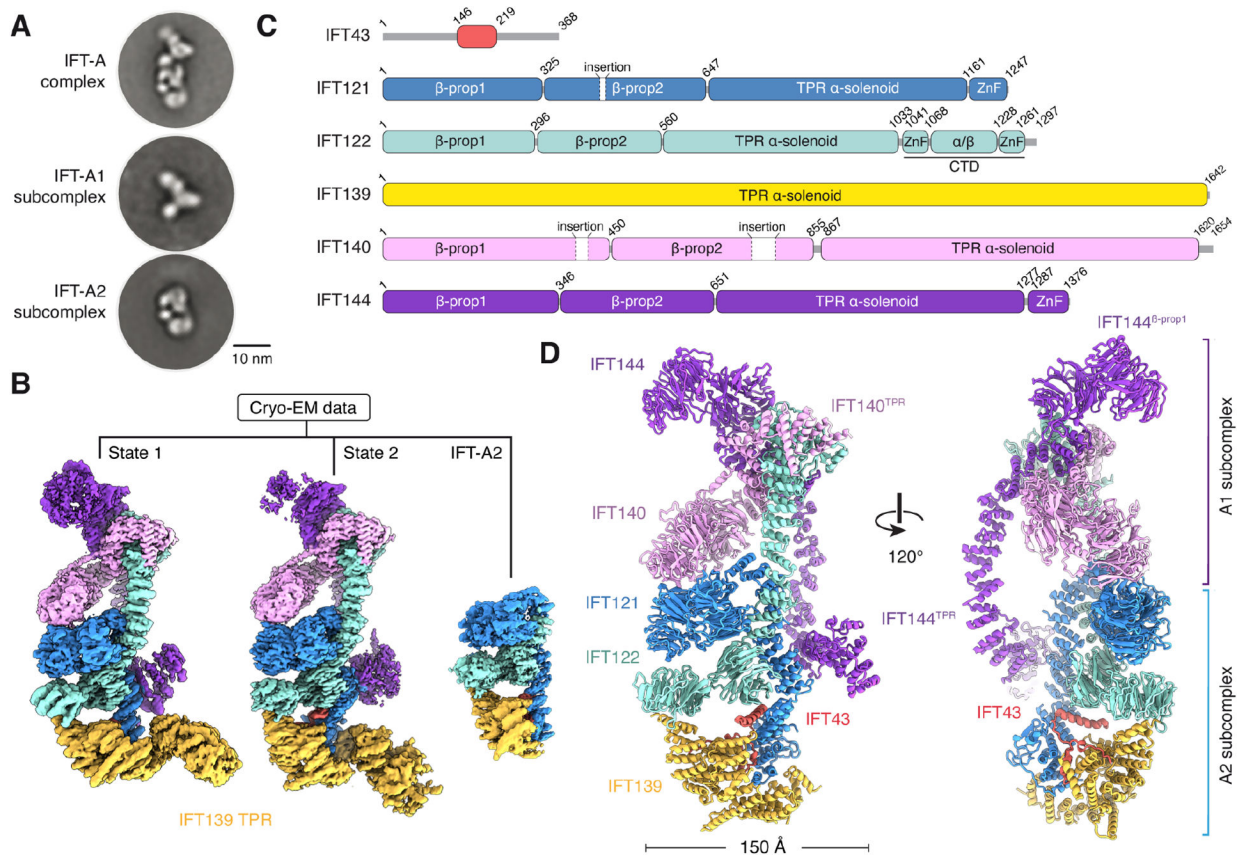 A
IFT-A
complex
IFT-A1
subcomplex
IFT-A2
subcomplex
10 nm
C
IFT43
1
146
219
368
IFT121
1
325
insertion
647
1161
1247
β-prop1
β-prop2
TPR α-solenoid
ZnF
IFT122
1
296
560
1033
1041
1068
1228
1261
1297
β-prop1
β-prop2
TPR α-solenoid
ZnF
α/β
ZnF
CTD
IFT139
1
1642
TPR α-solenoid
IFT140
1
insertion
450
insertion
855
867
1620
1654
β-prop1
β-prop2
TPR α-solenoid
IFT144
1
346
651
1277
1287
1376
β-prop1
β-prop2
TPR α-solenoid
ZnF
B
Cryo-EM data
State 1
State 2
IFT-A2
IFT139 TPR
D
IFT144
IFT140TPR
IFT140
IFT121
IFT122
IFT43
IFT139
150 Å
120°
IFT144β-prop1
IFT144TPR
IFT43
A1 subcomplex
A2 subcomplex